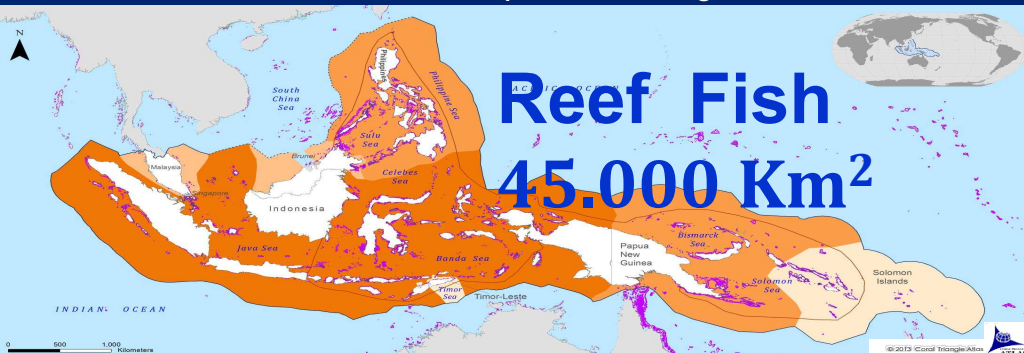 N
Reef Fish
45.000 Km²
Philippines
Philippine Sea
South
China
Sea
Sulu
Sea
Brunei
Malaysia
Singapore
Celebes
Sea
Indonesia
Java Sea
Banda Sea
Papua
New
Guinea
Bismarck
Sea
Solomon
Sea
Solomon
Islands
Timor
Sea
Timor-Leste
INDIAN OCEAN
0 500 1,000
Kilometers
© 2013 Coral Triangle Atlas